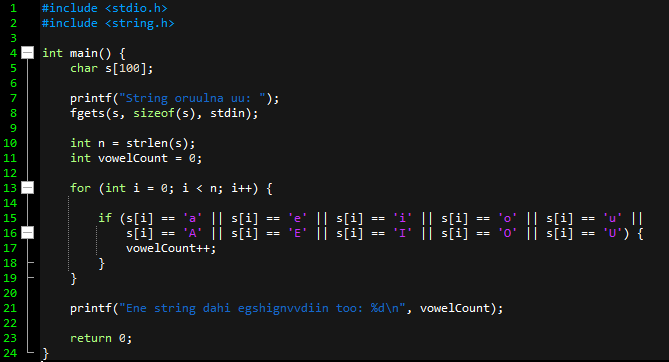 1 #include <stdio.h>
2 #include <string.h>
3
4 int main() {
5     char s[100];
6
7     printf("String oruulna uu: ");
8     fgets(s, sizeof(s), stdin);
9
10     int n = strlen(s);
11     int vowelCount = 0;
12
13     for (int i = 0; i < n; i++) {
14
15         if (s[i] == 'a' || s[i] == 'e' || s[i] == 'i' || s[i] == 'o' || s[i] == 'u' ||
16             s[i] == 'A' || s[i] == 'E' || s[i] == 'I' || s[i] == 'O' || s[i] == 'U') {
17             vowelCount++;
18         }
19     }
20
21     printf("Ene string dahi egshignvvdiin too: %d\n", vowelCount);
22
23     return 0;
24 }